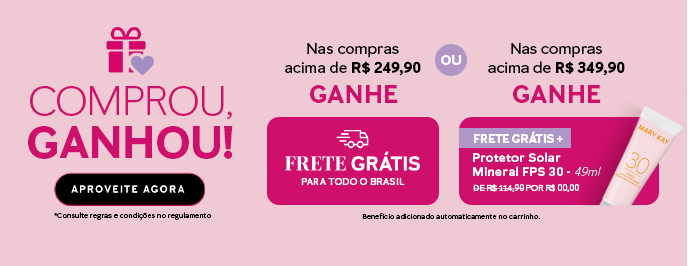 COMPROU,
GANHOU!
APROVEITE AGORA
*Consulte regras e condições no regulamento
Nas compras
acima de R$ 249,90
GANHE
FRETE GRÁTIS
PARA TODO O BRASIL
OU
Nas compras
acima de R$ 349,90
GANHE
FRETE GRÁTIS +
Protetor Solar
Mineral FPS 30 - 49ml
DE R$ 114,90 POR R$ 00,00
MARY KAY
30
Benefício adicionado automaticamente no carrinho.